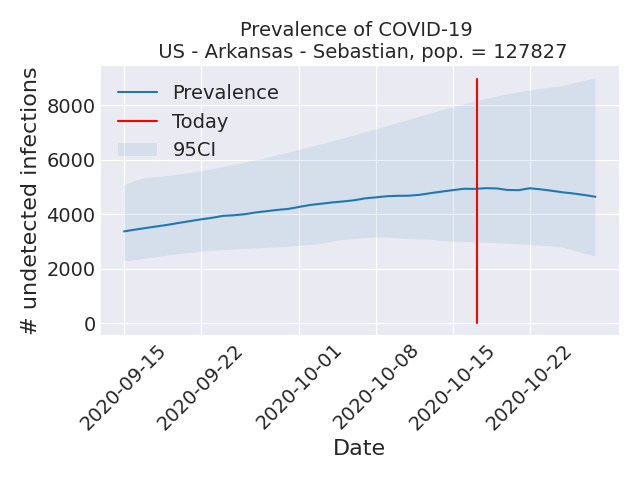 Prevalence of COVID-19
US - Arkansas - Sebastian, pop. = 127827
# undetected infections
8000
6000
4000
2000
0
Prevalence
Today
95CI
2020-09-15
2020-09-22
2020-10-01
2020-10-08
2020-10-15
2020-10-22
Date